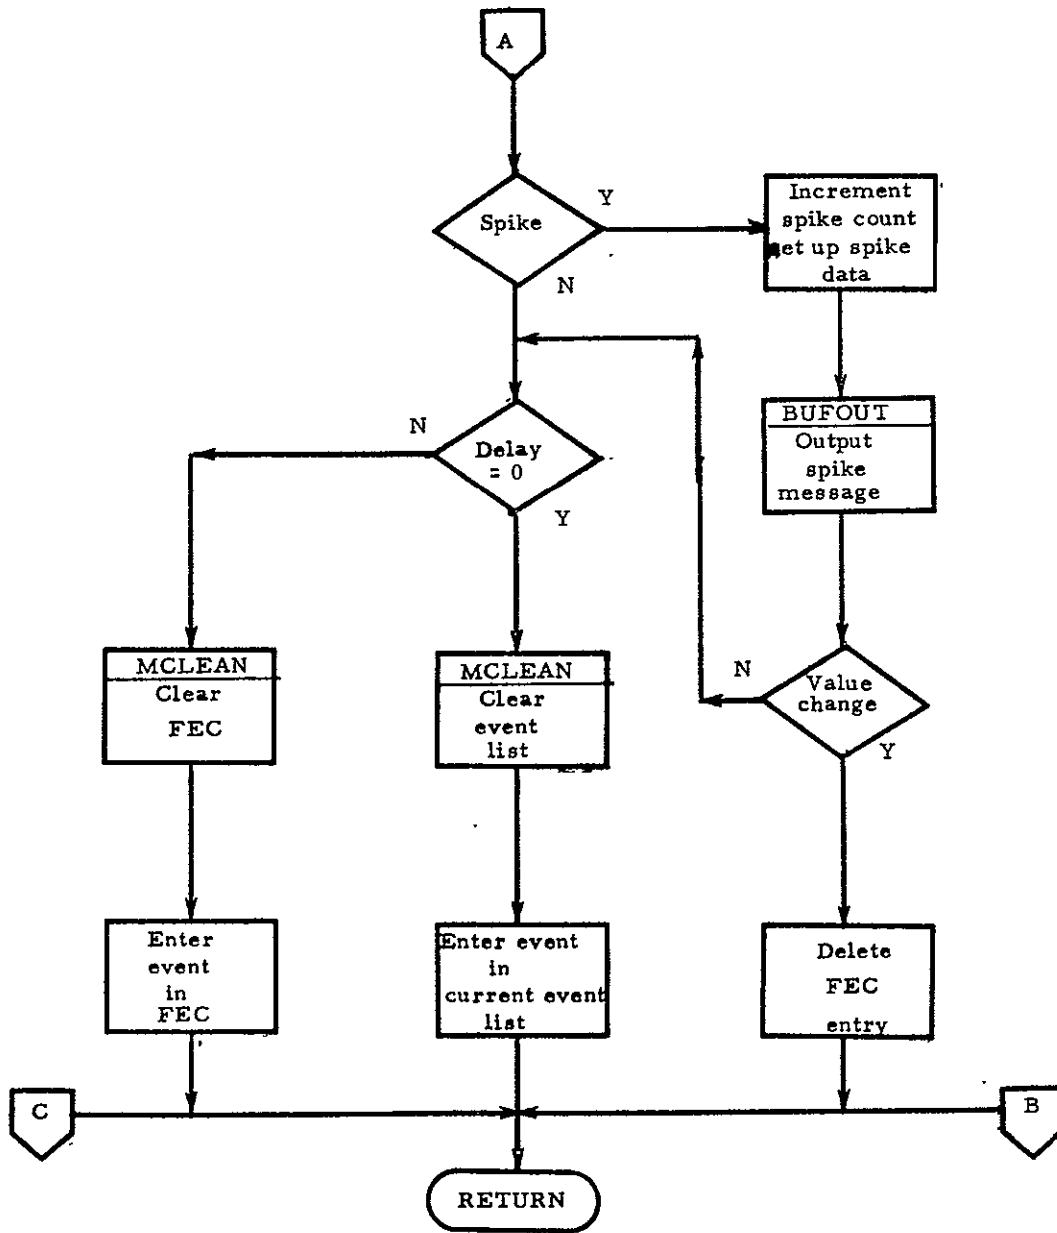 A
Spike
Y
N
Increment
spike count
set up spike
data
BUFOUT
Output
spike
message
N
Delay
= 0
Y
MCLEAN
Clear
FEC
MCLEAN
Clear
event
list
N
Value
change
Y
Enter
event
in
FEC
Enter event
in
current event
list
Delete
FEC
entry
C
B
RETURN